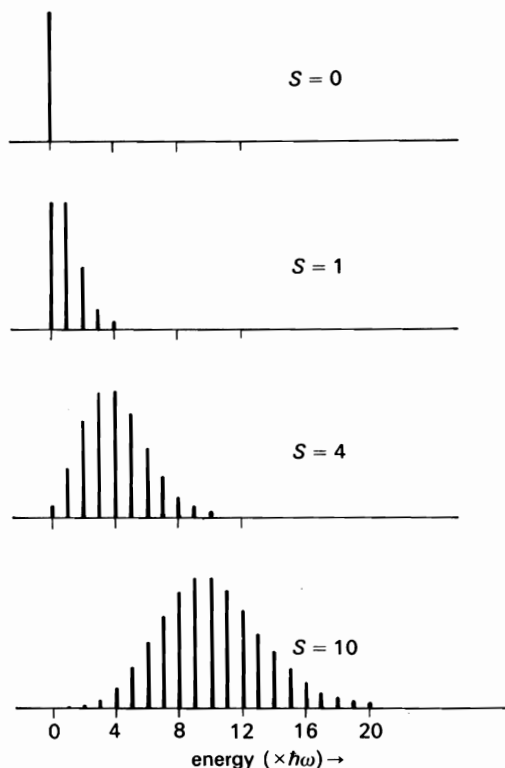 S = 0
S = 1
S = 4
S = 10
0 4 8 12 16 20
energy (×ℏω)→